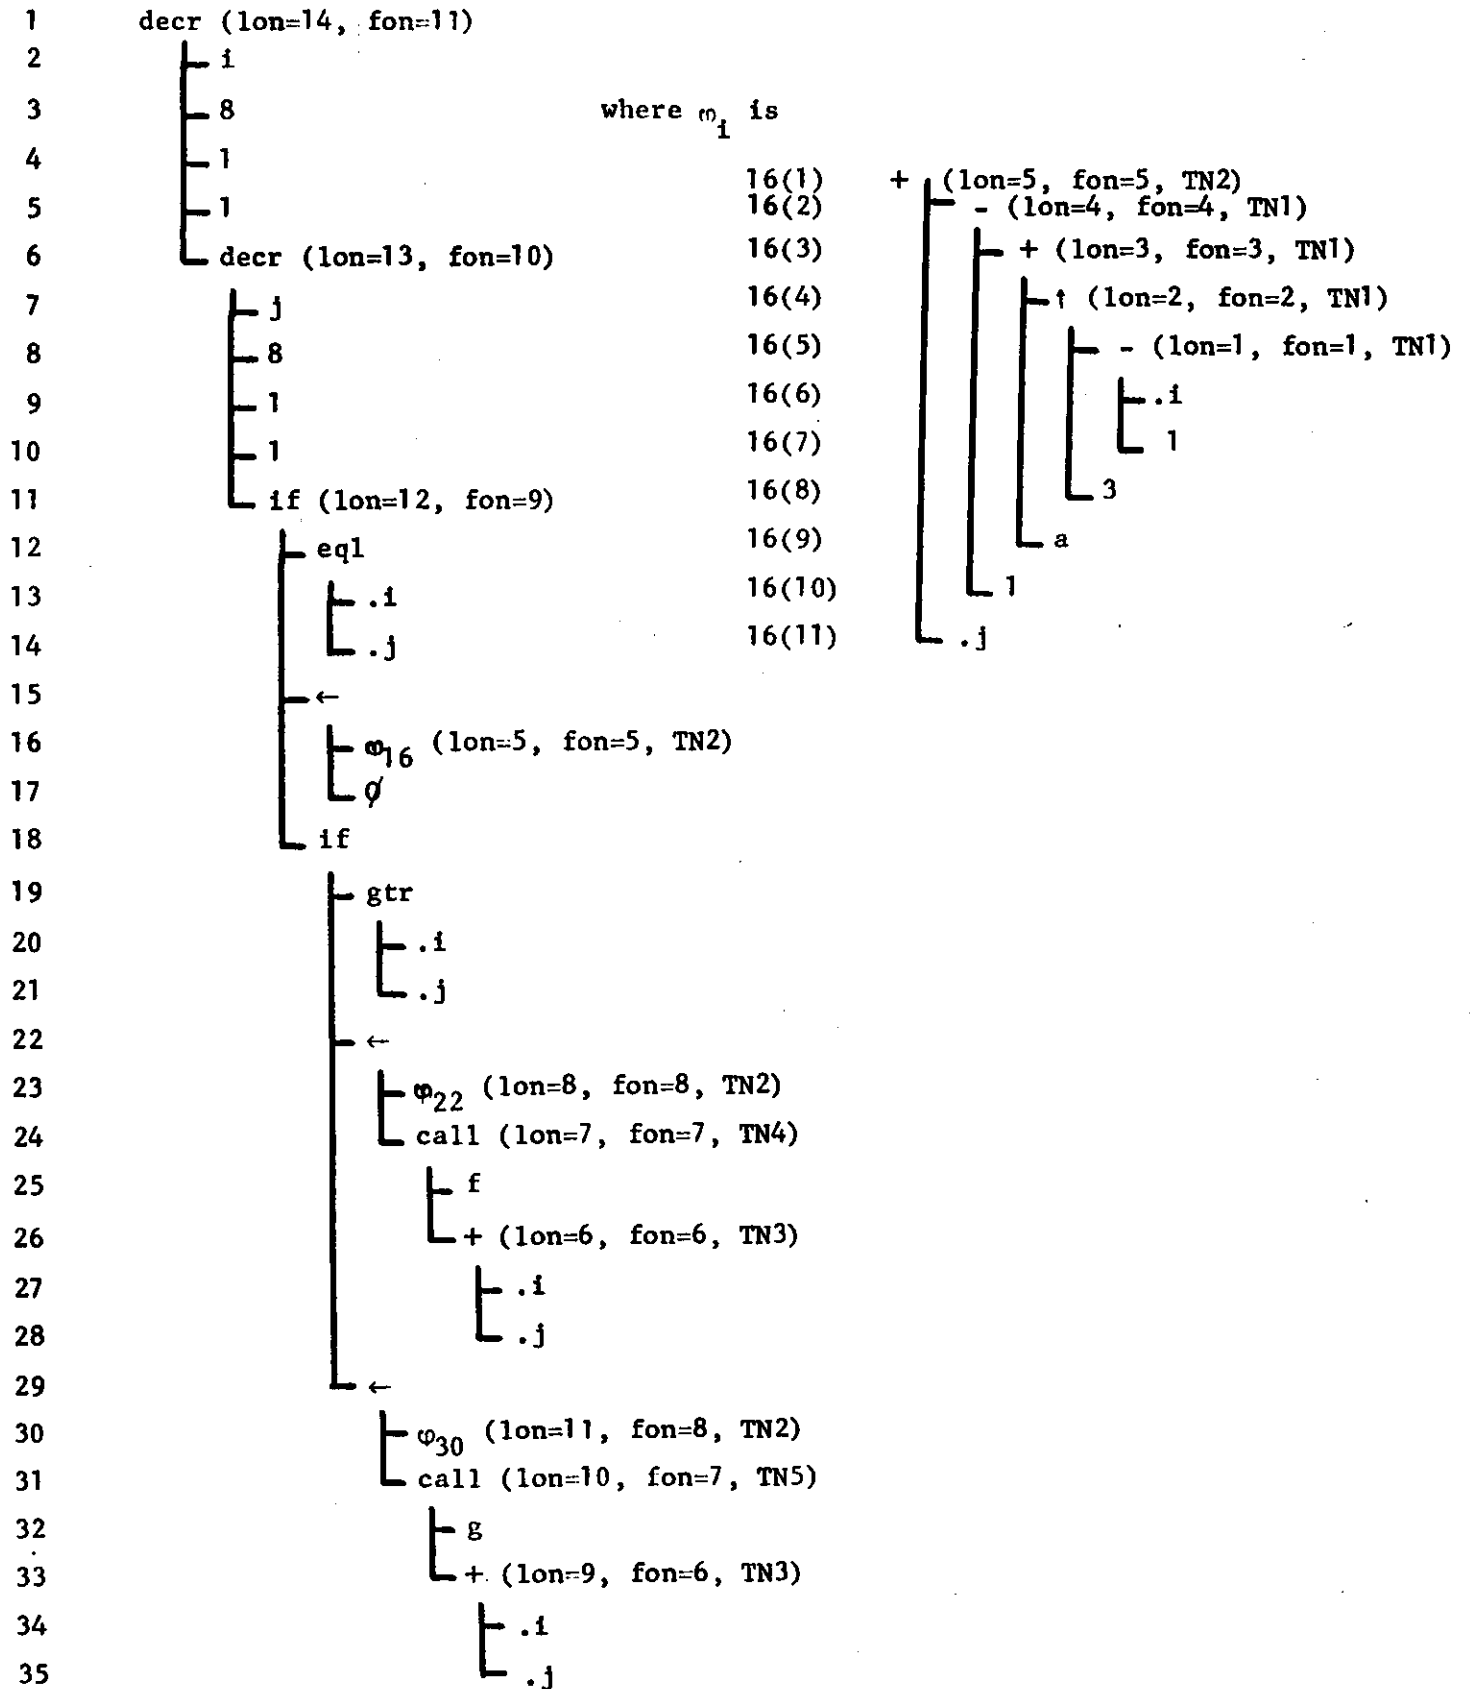 1 decr (lon=14, fon=11)
2 i
3 8 where φi is
4 1 16(1) + (lon=5, fon=5, TN2)
5 1 16(2) - (lon=4, fon=4, TN1)
6 decr (lon=13, fon=10) 16(3) + (lon=3, fon=3, TN1)
7 j 16(4) ↑ (lon=2, fon=2, TN1)
8 8 16(5) - (lon=1, fon=1, TN1)
9 1 16(6) .i
10 1 16(7) 1
11 if (lon=12, fon=9) 16(8) 3
12 eql 16(9) a
13 .i 16(10) 1
14 .j 16(11) .j
15 ←
16 φ16 (lon=5, fon=5, TN2)
17 0
18 if
19 gtr
20 .i
21 .j
22 ←
23 φ22 (lon=8, fon=8, TN2)
24 call (lon=7, fon=7, TN4)
25 f
26 + (lon=6, fon=6, TN3)
27 .i
28 .j
29 ←
30 φ30 (lon=11, fon=8, TN2)
31 call (lon=10, fon=7, TN5)
32 g
33 + (lon=9, fon=6, TN3)
34 .i
35 .j